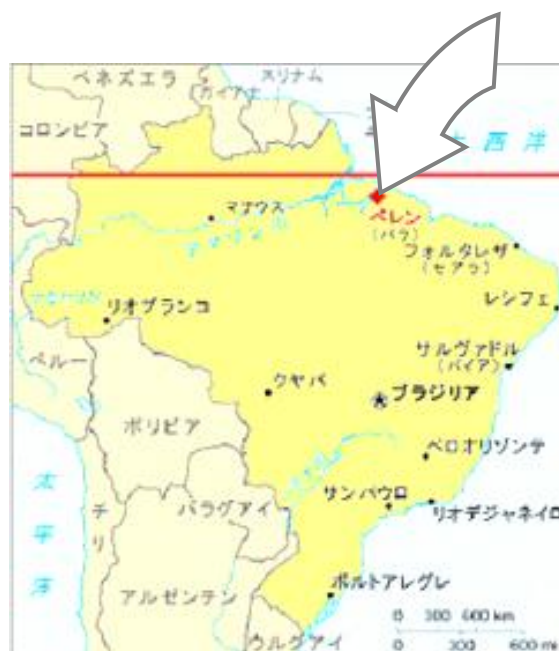 ベネズエラ
スリナム
ガイアナ
コロンビア
大西洋
マナウス
ベレン
(パラ)
アマゾン川
フォルタレザ
(セアラ)
レシフェ
リオブランコ
サルヴァドル
(バイア)
ペルー
クヤバ
ブラジリア
ボリビア
ベロオリゾンテ
サンパウロ
リオデジャネイロ
パラグアイ
太平洋
チリ
アルゼンチン
ポルトアレグレ
ウルグアイ
0 300 600 km
0 300 600 mi